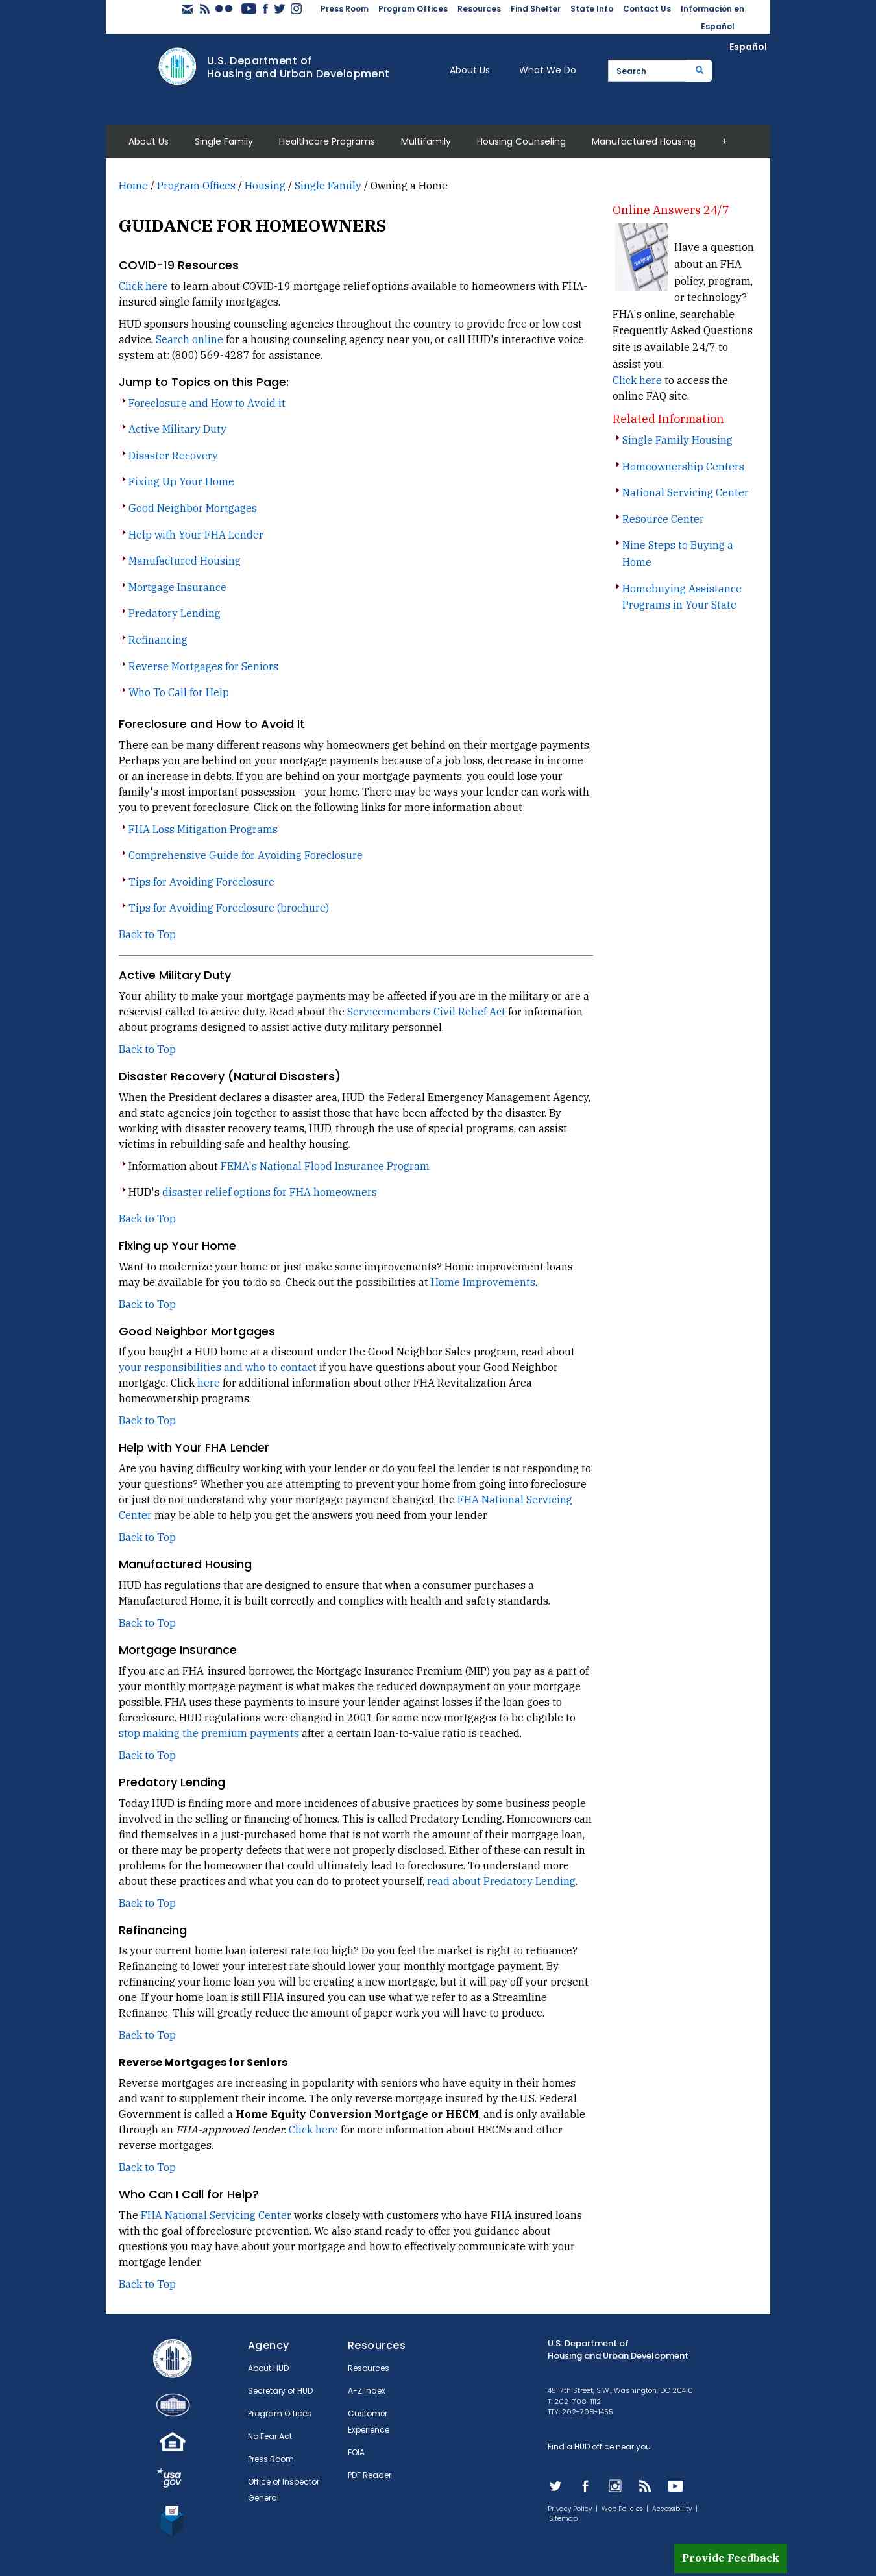 Press Room Program Offices Resources Find Shelter State Info Contact Us Información en
Español
Español
U.S. Department of
Housing and Urban Development
About Us What We Do Search
About Us Single Family Healthcare Programs Multifamily Housing Counseling Manufactured Housing +
Home / Program Offices / Housing / Single Family / Owning a Home
GUIDANCE FOR HOMEOWNERS
COVID-19 Resources
Click here to learn about COVID-19 mortgage relief options available to homeowners with FHA-
insured single family mortgages.
HUD sponsors housing counseling agencies throughout the country to provide free or low cost
advice. Search online for a housing counseling agency near you, or call HUD's interactive voice
system at: (800) 569-4287 for assistance.
Jump to Topics on this Page:
Foreclosure and How to Avoid it
Active Military Duty
Disaster Recovery
Fixing Up Your Home
Good Neighbor Mortgages
Help with Your FHA Lender
Manufactured Housing
Mortgage Insurance
Predatory Lending
Refinancing
Reverse Mortgages for Seniors
Who To Call for Help
Foreclosure and How to Avoid It
There can be many different reasons why homeowners get behind on their mortgage payments.
Perhaps you are behind on your mortgage payments because of a job loss, decrease in income
or an increase in debts. If you are behind on your mortgage payments, you could lose your
family's most important possession - your home. There may be ways your lender can work with
you to prevent foreclosure. Click on the following links for more information about:
FHA Loss Mitigation Programs
Comprehensive Guide for Avoiding Foreclosure
Tips for Avoiding Foreclosure
Tips for Avoiding Foreclosure (brochure)
Back to Top
Active Military Duty
Your ability to make your mortgage payments may be affected if you are in the military or are a
reservist called to active duty. Read about the Servicemembers Civil Relief Act for information
about programs designed to assist active duty military personnel.
Back to Top
Disaster Recovery (Natural Disasters)
When the President declares a disaster area, HUD, the Federal Emergency Management Agency,
and state agencies join together to assist those that have been affected by the disaster. By
working with disaster recovery teams, HUD, through the use of special programs, can assist
victims in rebuilding safe and healthy housing.
Information about FEMA's National Flood Insurance Program
HUD's disaster relief options for FHA homeowners
Back to Top
Fixing up Your Home
Want to modernize your home or just make some improvements? Home improvement loans
may be available for you to do so. Check out the possibilities at Home Improvements.
Back to Top
Good Neighbor Mortgages
If you bought a HUD home at a discount under the Good Neighbor Sales program, read about
your responsibilities and who to contact if you have questions about your Good Neighbor
mortgage. Click here for additional information about other FHA Revitalization Area
homeownership programs.
Back to Top
Help with Your FHA Lender
Are you having difficulty working with your lender or do you feel the lender is not responding to
your questions? Whether you are attempting to prevent your home from going into foreclosure
or just do not understand why your mortgage payment changed, the FHA National Servicing
Center may be able to help you get the answers you need from your lender.
Back to Top
Manufactured Housing
HUD has regulations that are designed to ensure that when a consumer purchases a
Manufactured Home, it is built correctly and complies with health and safety standards.
Back to Top
Mortgage Insurance
If you are an FHA-insured borrower, the Mortgage Insurance Premium (MIP) you pay as a part of
your monthly mortgage payment is what makes the reduced downpayment on your mortgage
possible. FHA uses these payments to insure your lender against losses if the loan goes to
foreclosure. HUD regulations were changed in 2001 for some new mortgages to be eligible to
stop making the premium payments after a certain loan-to-value ratio is reached.
Back to Top
Predatory Lending
Today HUD is finding more and more incidences of abusive practices by some business people
involved in the selling or financing of homes. This is called Predatory Lending. Homeowners can
find themselves in a just-purchased home that is not worth the amount of their mortgage loan,
or there may be property defects that were not properly disclosed. Either of these can result in
problems for the homeowner that could ultimately lead to foreclosure. To understand more
about these practices and what you can do to protect yourself, read about Predatory Lending.
Back to Top
Refinancing
Is your current home loan interest rate too high? Do you feel the market is right to refinance?
Refinancing to lower your interest rate should lower your monthly mortgage payment. By
refinancing your home loan you will be creating a new mortgage, but it will pay off your present
one. If your home loan is still FHA insured you can use what we refer to as a Streamline
Refinance. This will greatly reduce the amount of paper work you will have to produce.
Back to Top
Reverse Mortgages for Seniors
Reverse mortgages are increasing in popularity with seniors who have equity in their homes
and want to supplement their income. The only reverse mortgage insured by the U.S. Federal
Government is called a Home Equity Conversion Mortgage or HECM, and is only available
through an FHA-approved lender. Click here for more information about HECMs and other
reverse mortgages.
Back to Top
Who Can I Call for Help?
The FHA National Servicing Center works closely with customers who have FHA insured loans
with the goal of foreclosure prevention. We also stand ready to offer you guidance about
questions you may have about your mortgage and how to effectively communicate with your
mortgage lender.
Back to Top
Online Answers 24/7
mortgage
Have a question
about an FHA
policy, program,
or technology?
FHA's online, searchable
Frequently Asked Questions
site is available 24/7 to
assist you.
Click here to access the
online FAQ site.
Related Information
Single Family Housing
Homeownership Centers
National Servicing Center
Resource Center
Nine Steps to Buying a
Home
Homebuying Assistance
Programs in Your State
usa
gov
Agency
About HUD
Secretary of HUD
Program Offices
No Fear Act
Press Room
Office of Inspector
General
Resources
Resources
A-Z Index
Customer
Experience
FOIA
PDF Reader
U.S. Department of
Housing and Urban Development
451 7th Street, S.W., Washington, DC 20410
T: 202-708-1112
TTY: 202-708-1455
Find a HUD office near you
Privacy Policy | Web Policies | Accessibility |
Sitemap
Provide Feedback